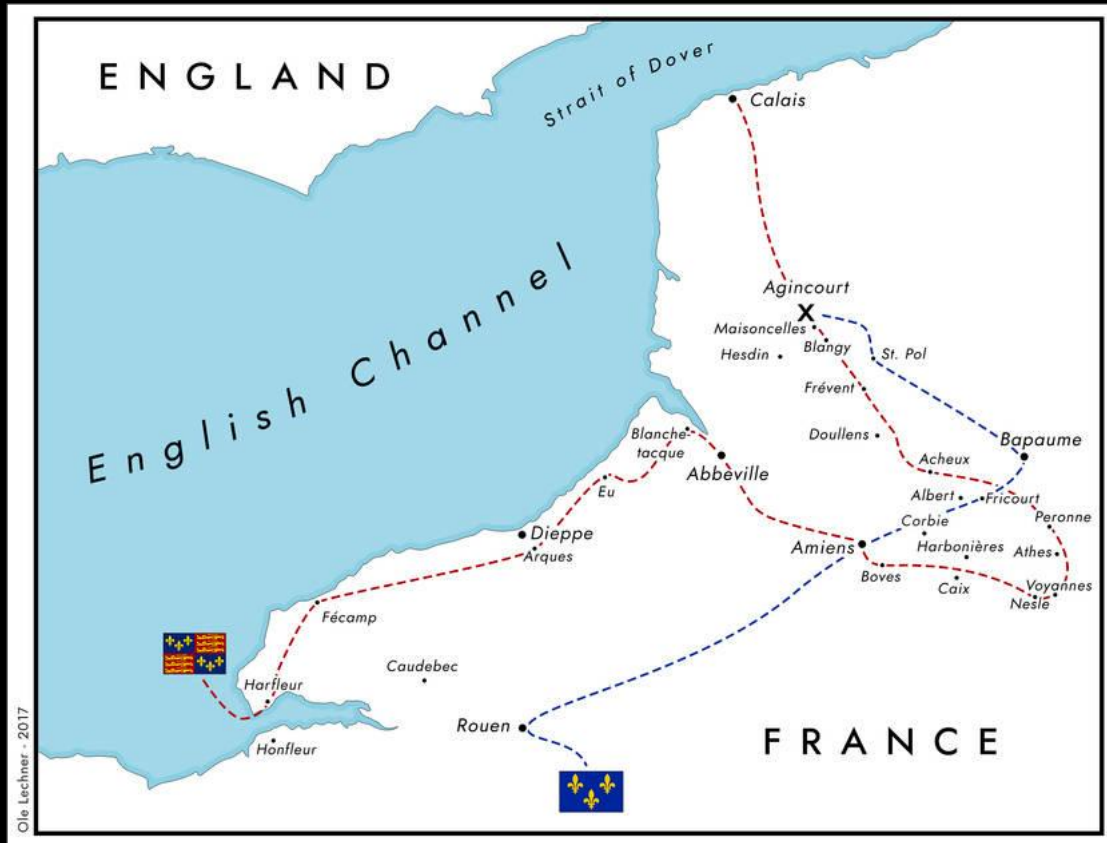 ENGLAND
Strait of Dover
Calais
English Channel
Agincourt
X
Maisoncelles
Blangy
Hesdin
St. Pol
Frévent
Doullens
Bapaume
Blanche-
tacque
Abbeville
Acheux
Eu
Albert
Fricourt
Peronne
Corbie
Dieppe
Arques
Amiens
Harbonières
Athes
Boves
Caix
Voyannes
Nesle
Fécamp
Caudebec
Harfleur
Rouen
Honfleur
FRANCE
Ole Lechner - 2017